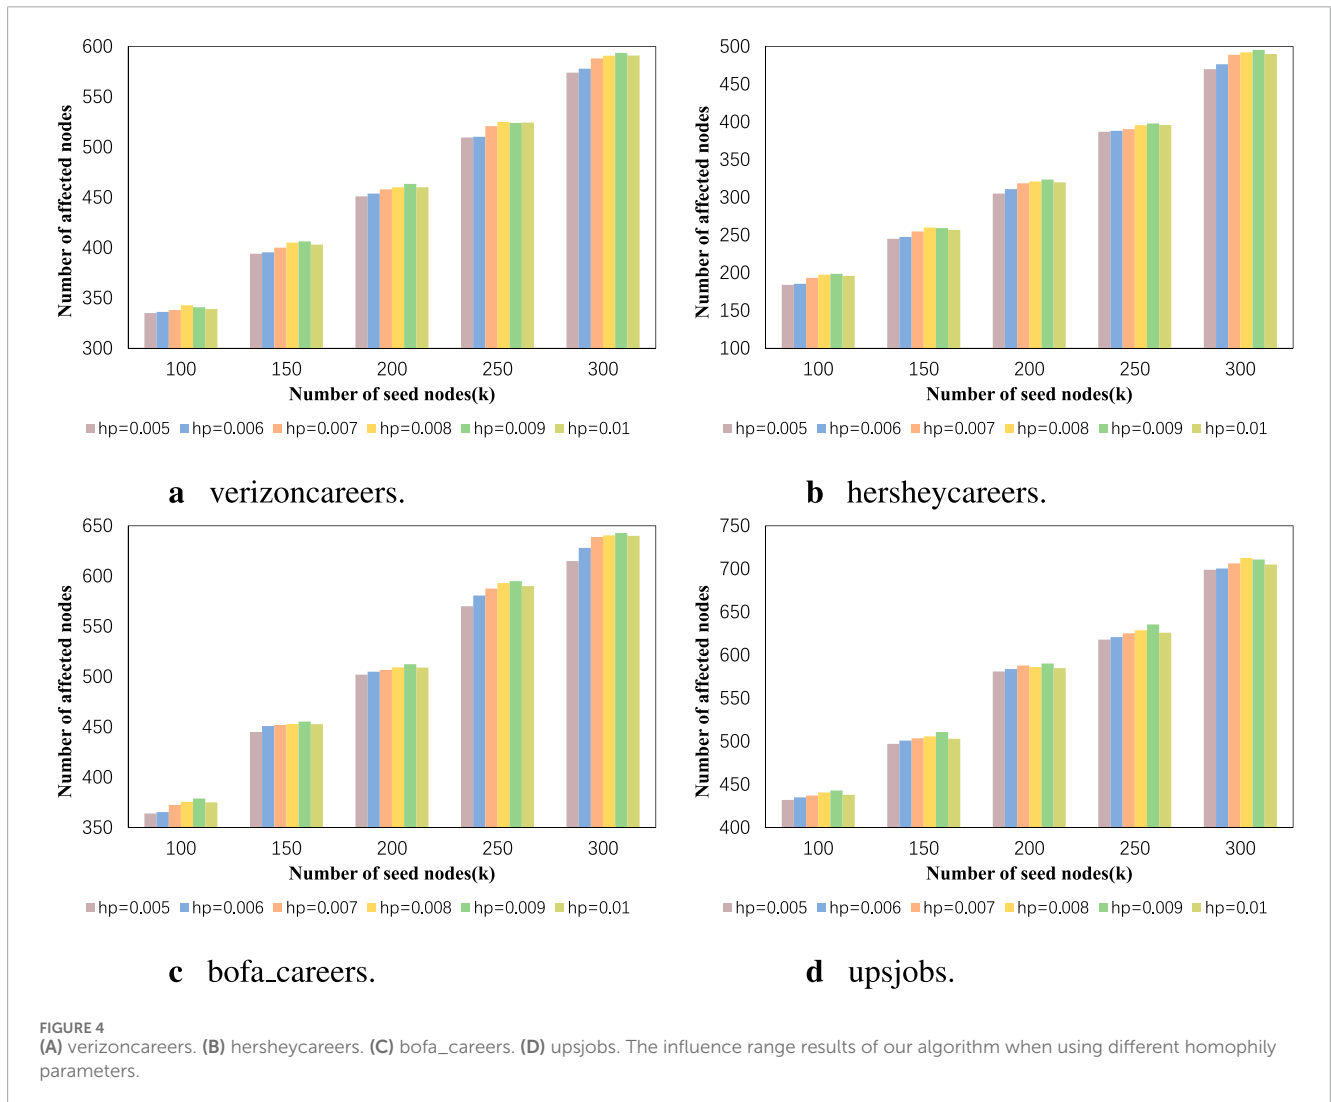 600
550
500
450
400
350
300
Number of affected nodes
100 150 200 250 300
Number of seed nodes(k)
hp=0.005 hp=0.006 hp=0.007 hp=0.008 hp=0.009 hp=0.01
a verizoncareers.
500
450
400
350
300
250
200
150
100
Number of affected nodes
100 150 200 250 300
Number of seed nodes(k)
hp=0.005 hp=0.006 hp=0.007 hp=0.008 hp=0.009 hp=0.01
b hersheycareers.
650
600
550
500
450
400
350
Number of affected nodes
100 150 200 250 300
Number of seed nodes(k)
hp=0.005 hp=0.006 hp=0.007 hp=0.008 hp=0.009 hp=0.01
c bofa_careers.
750
700
650
600
550
500
450
400
Number of affected nodes
100 150 200 250 300
Number of seed nodes(k)
hp=0.005 hp=0.006 hp=0.007 hp=0.008 hp=0.009 hp=0.01
d upsjobs.
FIGURE 4
(A) verizoncareers. (B) hersheycareers. (C) bofa_careers. (D) upsjobs. The influence range results of our algorithm when using different homophily
parameters.